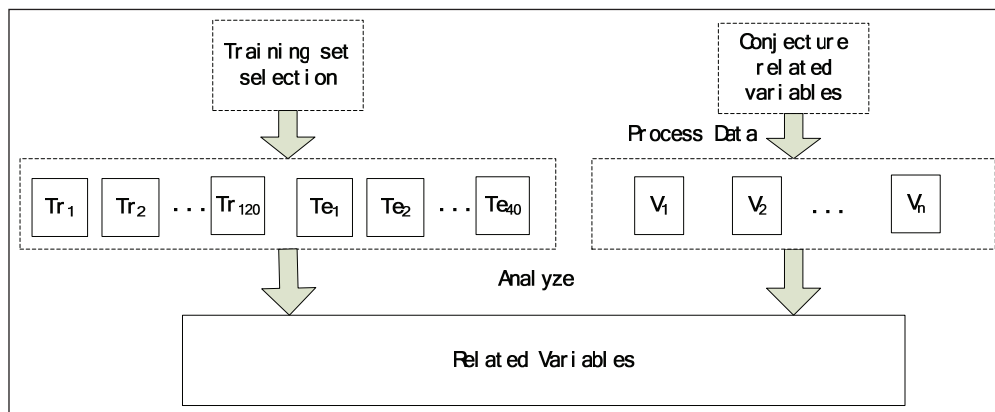 Training set
selection
Conjecture
related
variables
Process Data
Tr₁ Tr₂ ... Tr₁₂₀ Te₁ Te₂ ... Te₄₀
V₁ V₂ ... Vₙ
Analyze
Related Variables